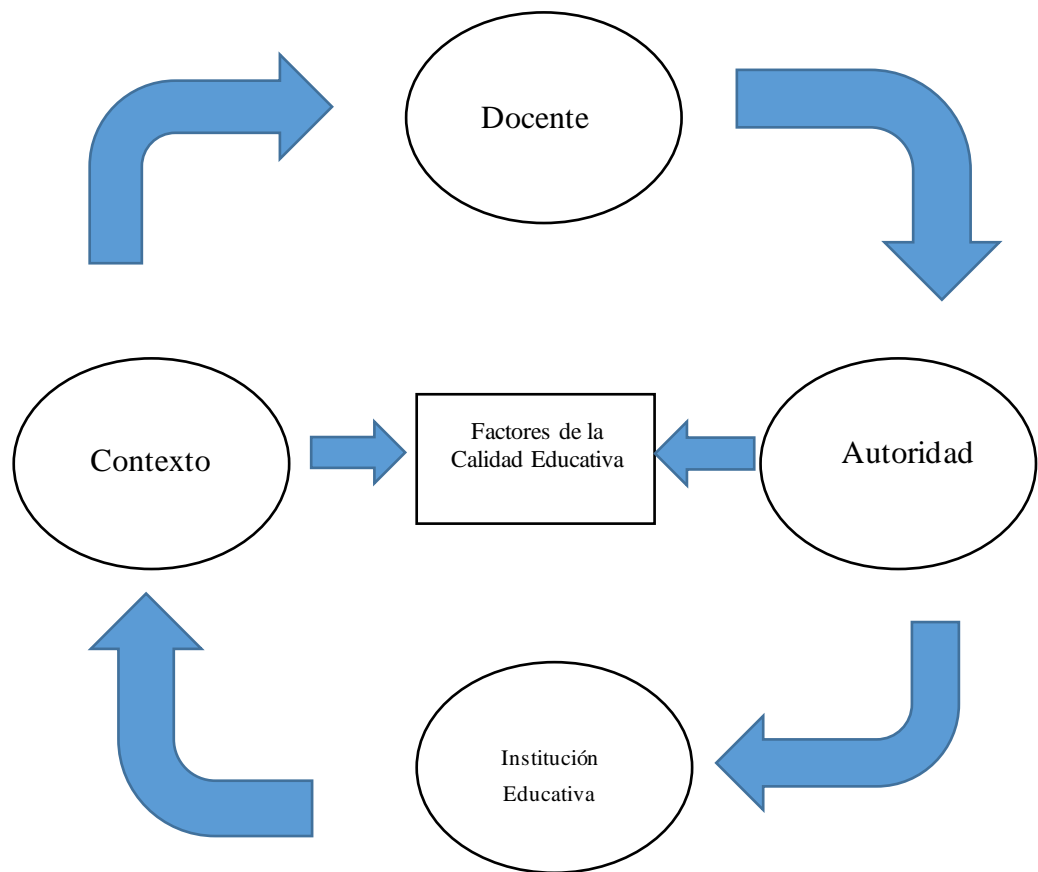 Docente
Contexto
Factores de la
Calidad Educativa
Autoridad
Institución
Educativa